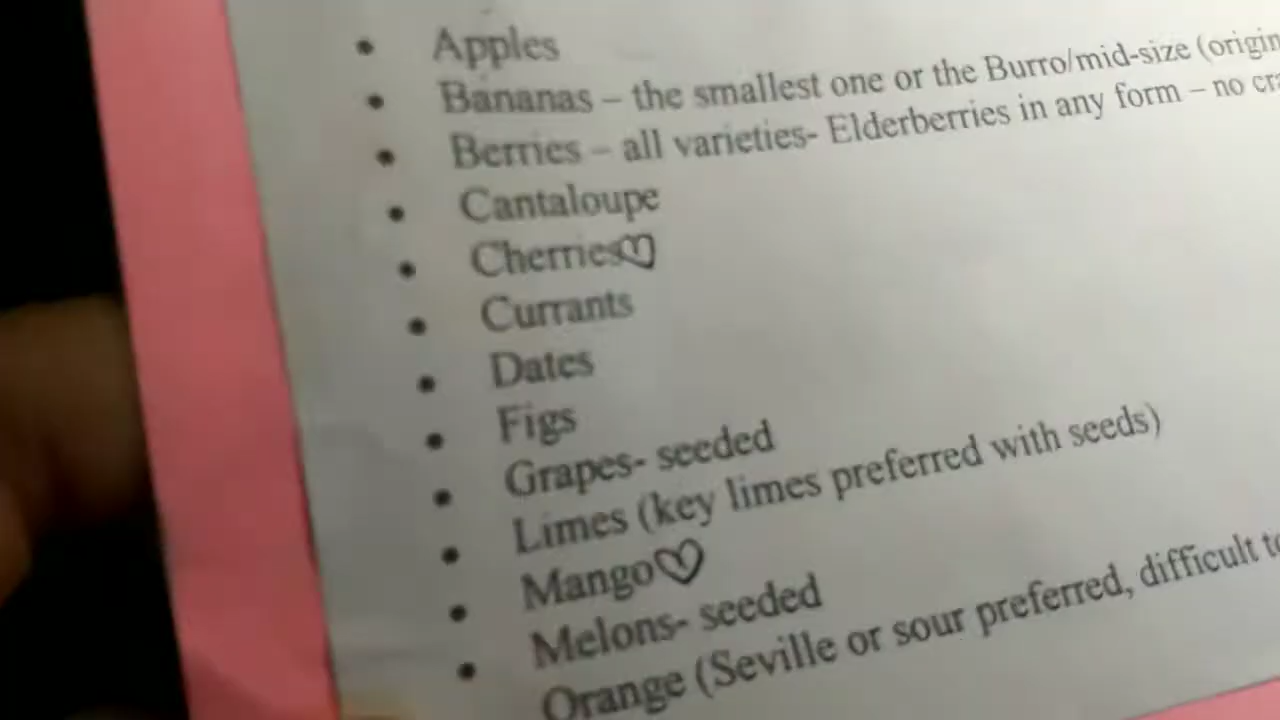 Apples
Bananas – the smallest one or the Burro/mid-size
Berries – all varieties- Elderberries in any form – no
Cantaloupe
Cherries♡
Currants
Dates
Figs
Grapes- seeded
Limes (key limes preferred with seeds)
Mango♡
Melons- seeded
Orange (Seville or sour preferred, difficult